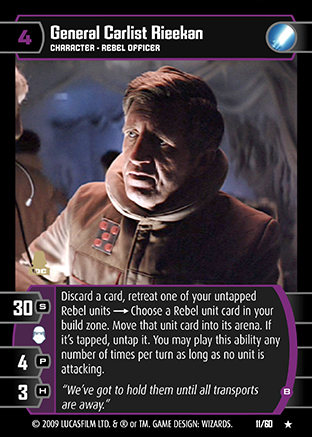 4
General Carlist Rieekan
CHARACTER - REBEL OFFICER
30 S
4 P
3 H
Discard a card, retreat one of your untapped
Rebel units → Choose a Rebel unit card in your
build zone. Move that unit card into its arena. If
it's tapped, untap it. You may play this ability any
number of times per turn as long as no unit is
attacking.
"We've got to hold them until all transports
are away."
B
© 2009 LUCASFILM LTD. & ® or TM. GAME DESIGN: WIZARDS.
11/60 ★